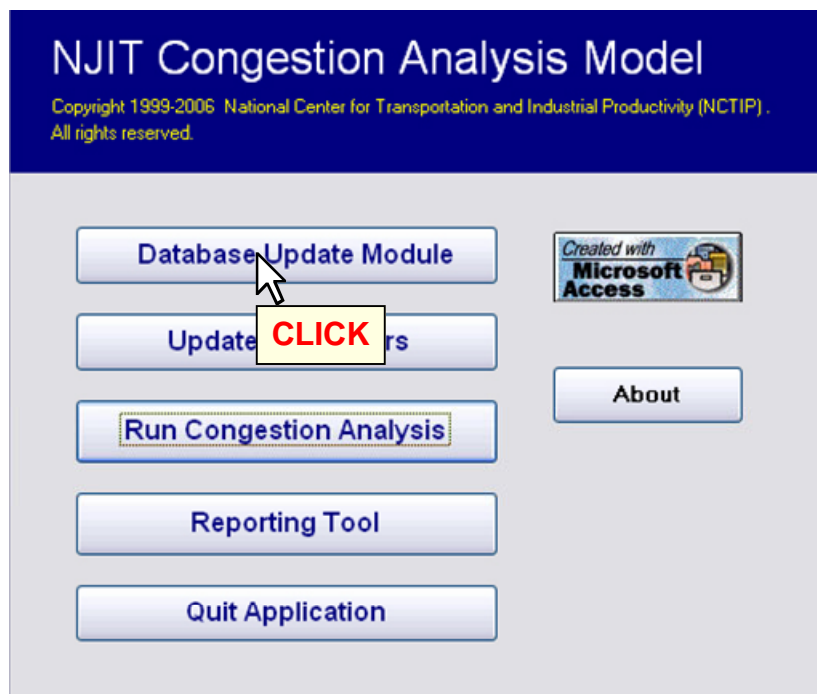 NJIT Congestion Analysis Model
Copyright 1999-2006 National Center for Transportation and Industrial Productivity (NCTIP) .
All rights reserved.
Database Update Module
Created with
Microsoft
Access
CLICK
Update
Run Congestion Analysis
About
Reporting Tool
Quit Application